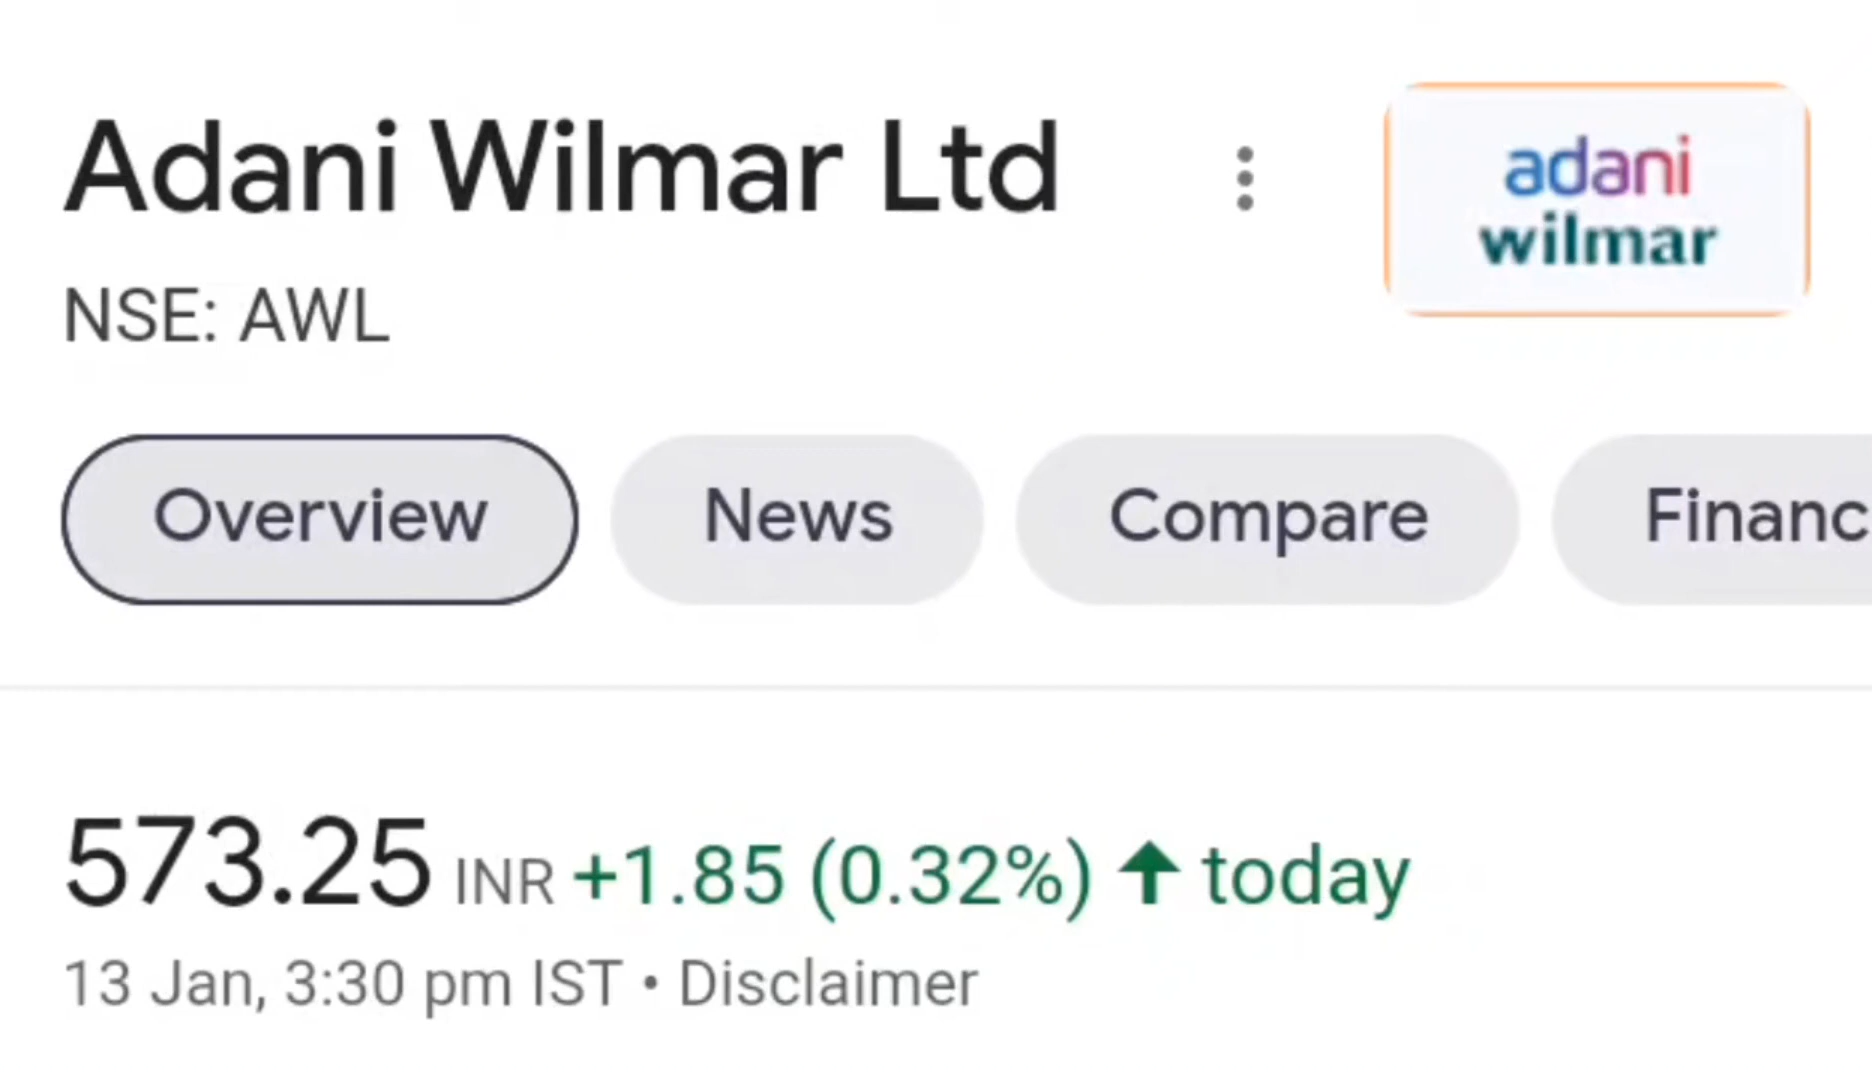 Adani Wilmar Ltd
adani
wilmar
NSE: AWL
Overview News Compare Financ
573.25 INR +1.85 (0.32%) ↑ today
13 Jan, 3:30 pm IST • Disclaimer